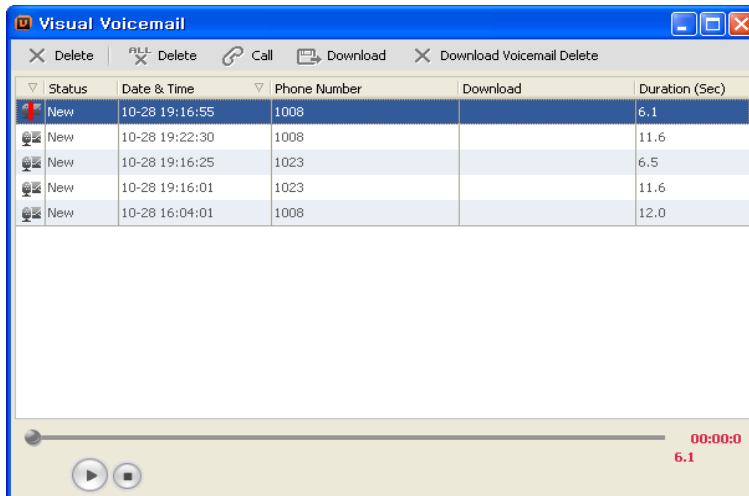 Visual Voicemail
Delete ALL Delete Call Download Download Voicemail Delete
Status Date & Time Phone Number Download Duration (Sec)
New 10-28 19:16:55 1008 6.1
New 10-28 19:22:30 1008 11.6
New 10-28 19:16:25 1023 6.5
New 10-28 19:16:01 1023 11.6
New 10-28 16:04:01 1008 12.0
00:00:0
6.1